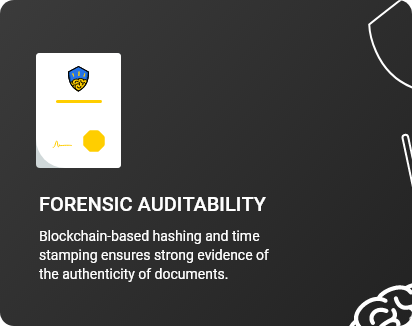 FORENSIC AUDITABILITY
Blockchain-based hashing and time
stamping ensures strong evidence of
the authenticity of documents.